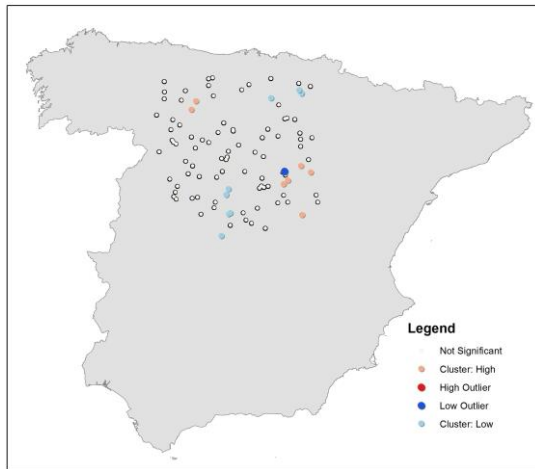 Legend
Not Significant
Cluster: High
High Outlier
Low Outlier
Cluster: Low